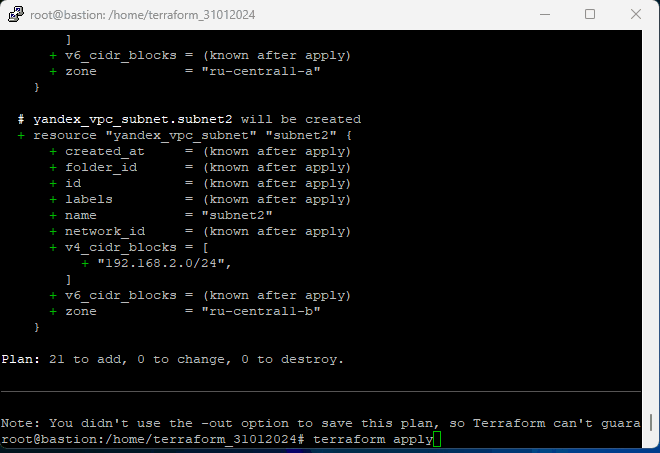 root@bastion: /home/terraform_31012024
]
+ v6_cidr_blocks = (known after apply)
+ zone           = "ru-central1-a"
}
# yandex_vpc_subnet.subnet2 will be created
+ resource "yandex_vpc_subnet" "subnet2" {
+ created_at     = (known after apply)
+ folder_id      = (known after apply)
+ id             = (known after apply)
+ labels         = (known after apply)
+ name           = "subnet2"
+ network_id     = (known after apply)
+ v4_cidr_blocks = [
+ "192.168.2.0/24",
]
+ v6_cidr_blocks = (known after apply)
+ zone           = "ru-central1-b"
}
Plan: 21 to add, 0 to change, 0 to destroy.
Note: You didn't use the -out option to save this plan, so Terraform can't guara
root@bastion:/home/terraform_31012024# terraform apply